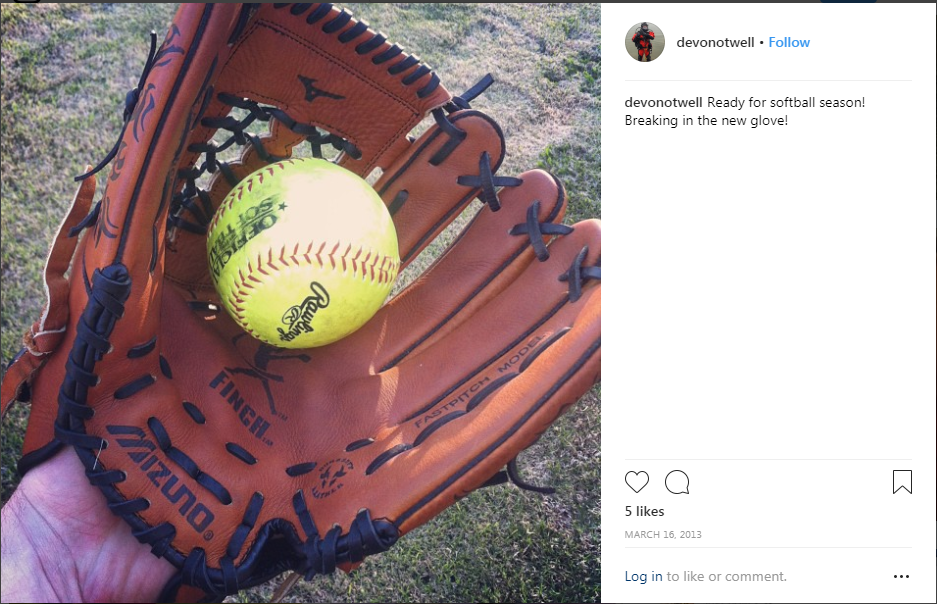 OFFICIAL
SOFT
Rawlings
FINCH
FASTPITCH MODEL
MIZUNO®
devonotwell • Follow
devonotwell Ready for softball season!
Breaking in the new glove!
5 likes
MARCH 16, 2013
Log in to like or comment.